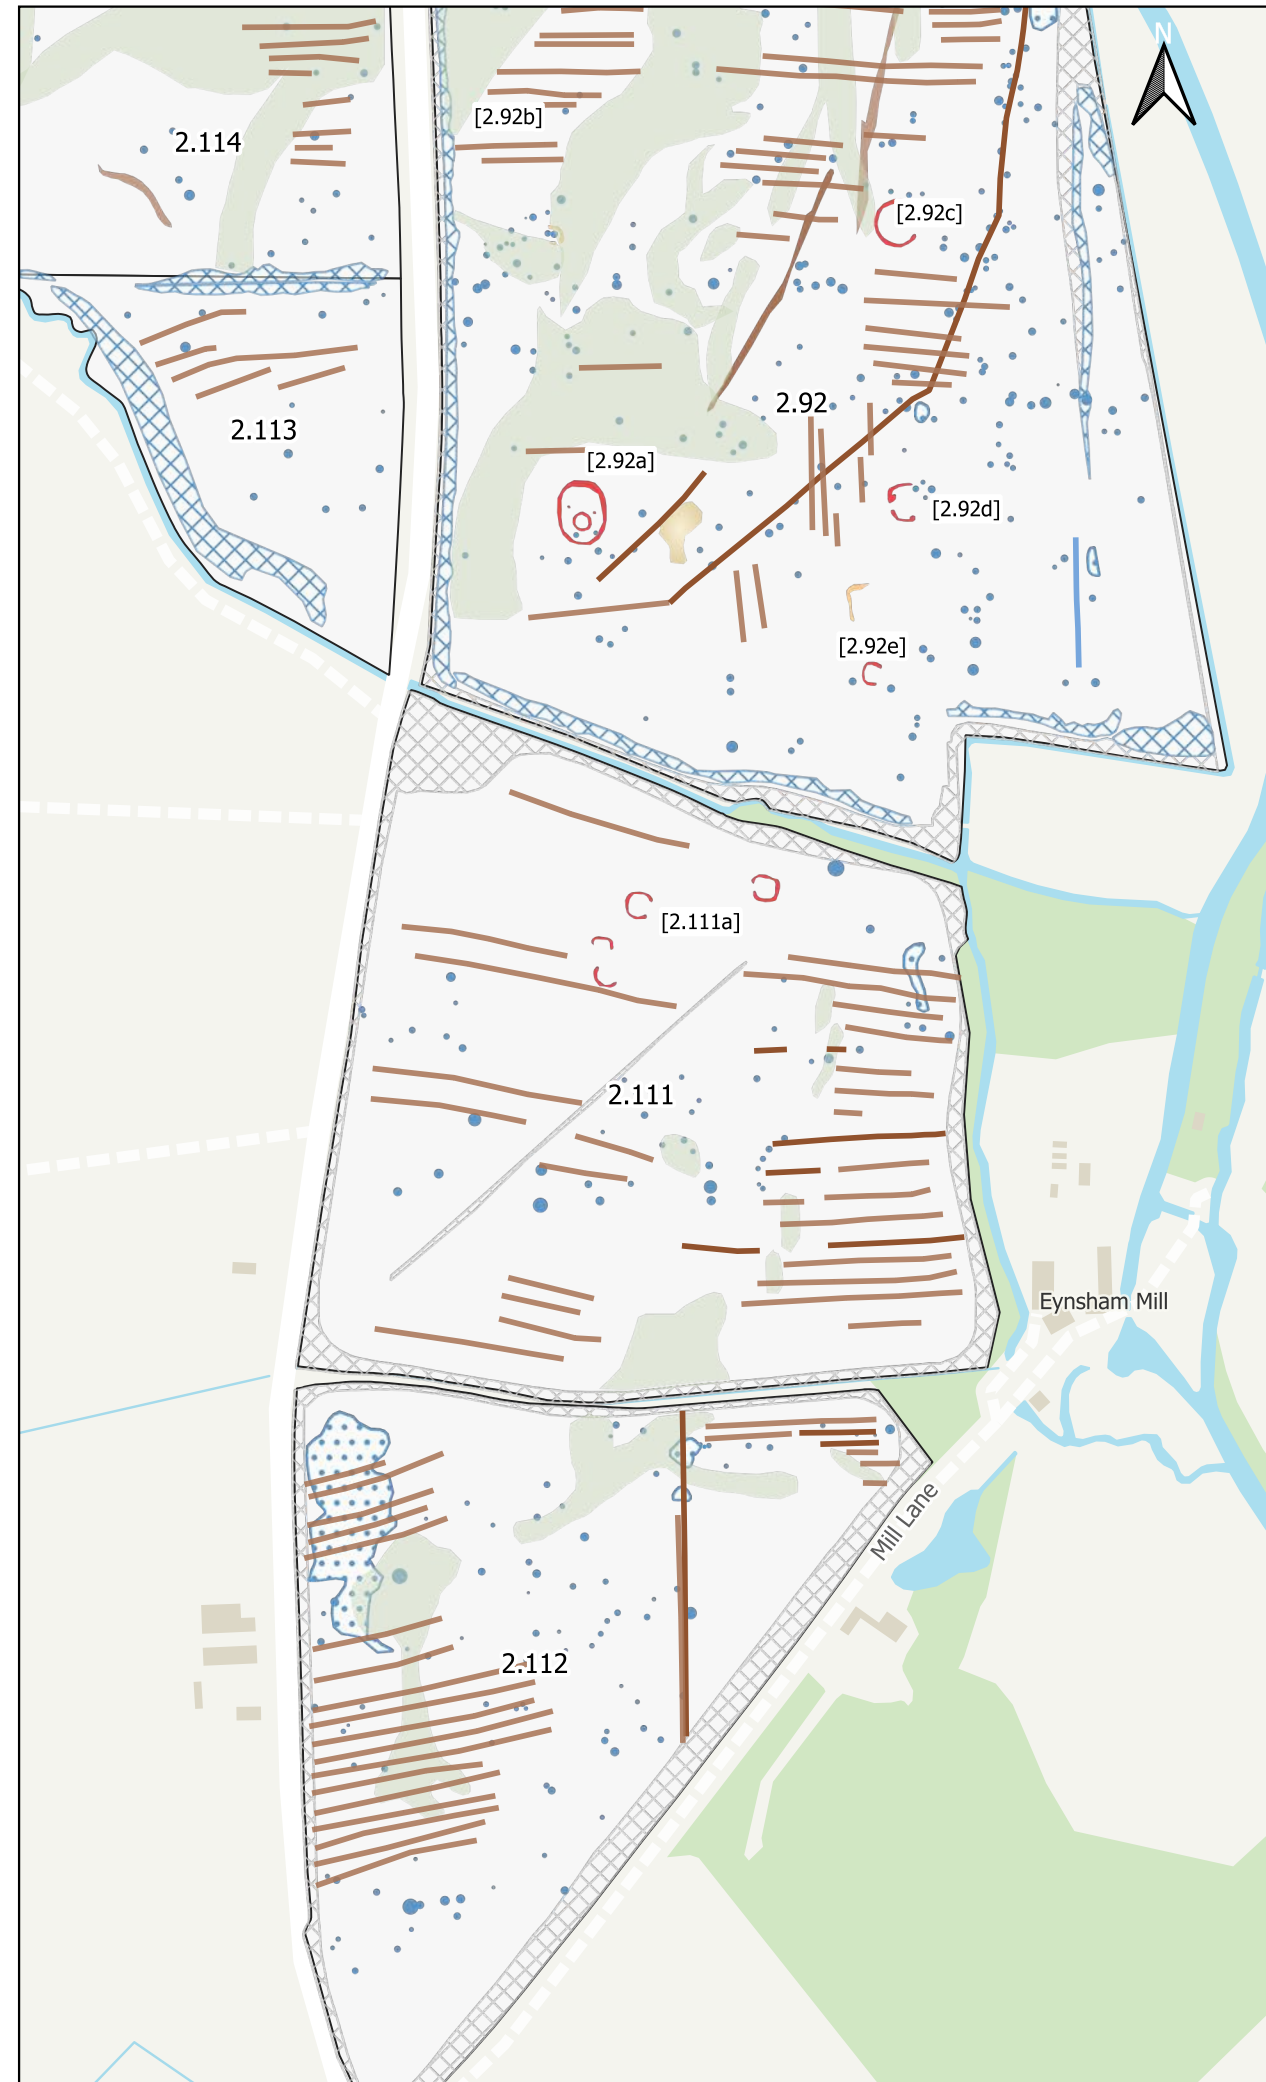 N
[2.92b]
2.114
[2.92c]
2.92
2.113
[2.92a]
[2.92d]
[2.92e]
[2.111a]
2.111
Eynsham Mill
Mill Lane
2.112